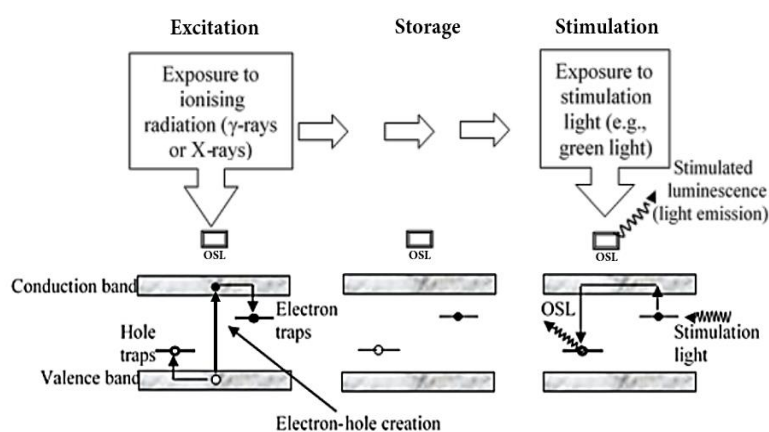 Excitation
Storage
Stimulation
Exposure to
ionising
radiation (γ-rays
or X-rays)
Exposure to
stimulation
light (e.g.,
green light)
Stimulated
luminescence
(light emission)
OSL
OSL
OSL
Conduction band
Electron
traps
Hole
traps
Valence band
Electron-hole creation
OSL
Stimulation
light